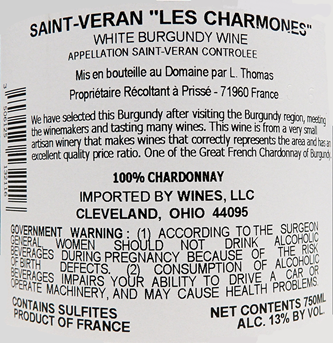 SAINT-VERAN "LES CHARMONES"
WHITE BURGUNDY WINE
APPELLATION SAINT-VERAN CONTROLEE
Mis en bouteille au Domaine par L. Thomas
Propriétaire Récoltant à Prissé - 71960 France
We have selected this Burgundy after visiting the Burgundy region, meeting
the winemakers and tasting many wines. This wine is from a very small
artisan winery that makes wines that correctly represents the area and has an
excellent quality price ratio. One of the Great French Chardonnay of Burgundy.
100% CHARDONNAY
IMPORTED BY WINES, LLC
CLEVELAND, OHIO 44095
GOVERNMENT WARNING : (1) ACCORDING TO THE SURGEON
GENERAL, WOMEN SHOULD NOT DRINK ALCOHOLIC
BEVERAGES DURING PREGNANCY BECAUSE OF THE RISK
OF BIRTH DEFECTS. (2) CONSUMPTION OF ALCOHOLIC
BEVERAGES IMPAIRS YOUR ABILITY TO DRIVE A CAR OR
OPERATE MACHINERY, AND MAY CAUSE HEALTH PROBLEMS.
CONTAINS SULFITES
PRODUCT OF FRANCE
NET CONTENTS 750ML
ALC. 13% BY VOL